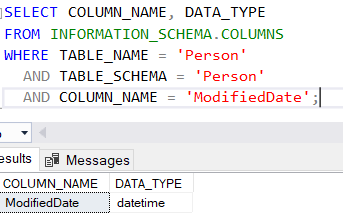 SELECT COLUMN_NAME, DATA_TYPE
FROM INFORMATION_SCHEMA.COLUMNS
WHERE TABLE_NAME = 'Person'
AND TABLE_SCHEMA = 'Person'
AND COLUMN_NAME = 'ModifiedDate';
esults Messages
COLUMN_NAME DATA_TYPE
ModifiedDate datetime